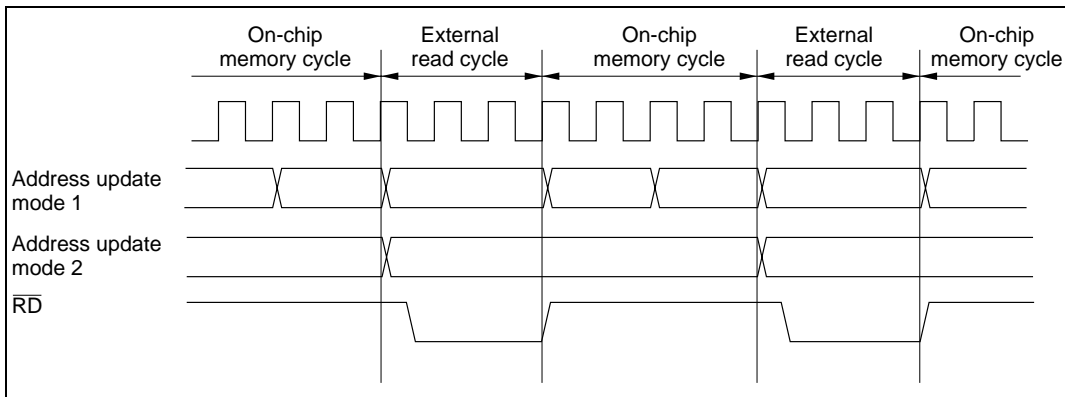 On-chip
memory cycle
External
read cycle
On-chip
memory cycle
External
read cycle
On-chip
memory cycle
Address update
mode 1
Address update
mode 2
R̅D̅